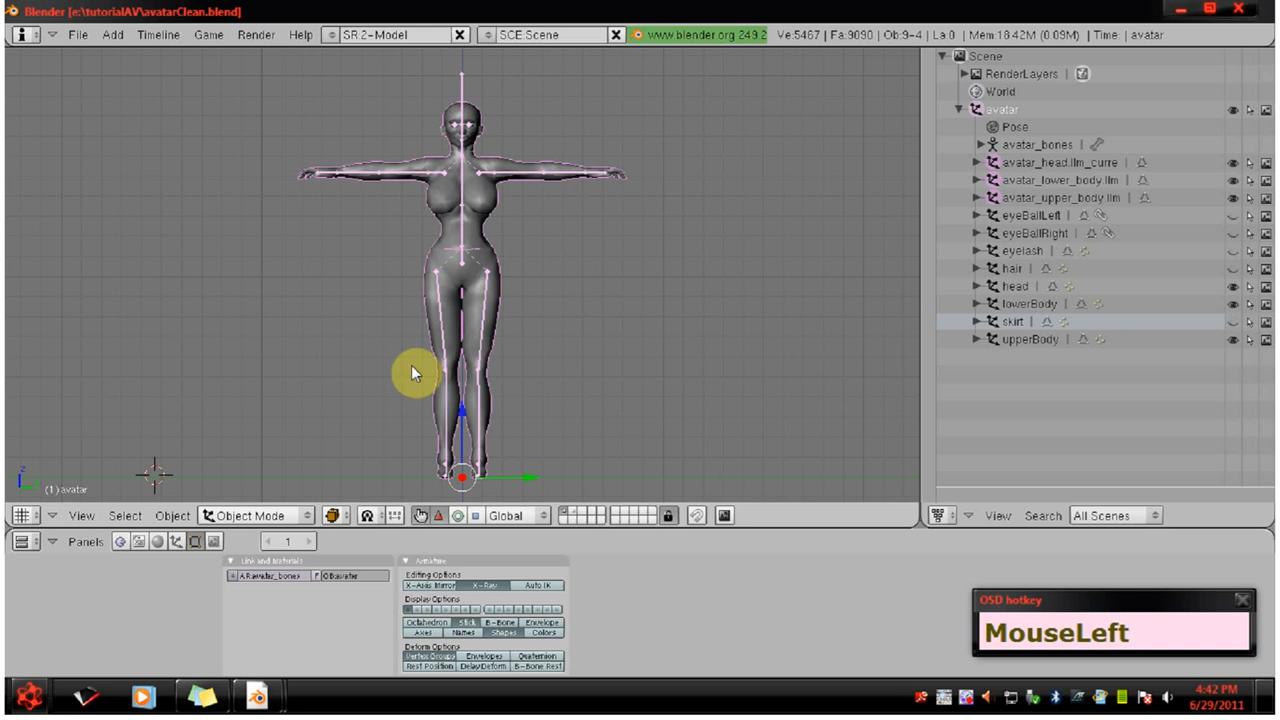 Blender [e:\tutorialAV\avatarClean.blend]
File Add Timeline Game Render Help SR:2-Model SCE:Scene www.blender.org 249.2 Ve:5467 | Fa:9090 | Ob:9-4 | La:0 | Mem:18.42M (0.09M) | Time: | avatar
Scene
RenderLayers |
World
avatar
Pose
avatar_bones |
avatar_head.llm_curre |
avatar_lower_body.llm |
avatar_upper_body.llm |
eyeBallLeft |
eyeBallRight |
eyelash |
hair |
head |
lowerBody |
skirt |
upperBody |
z
(1) avatar
View Select Object Object Mode Global
View Search All Scenes
Panels 1
Link and Materials
AR:avatar_bones F OB:avatar
Armature
Editing Options
X-Axis Mirror X-Ray Auto IK
Display Options
Octahedron Stick B-Bone Envelope
Axes Names Shapes Colors
Deform Options
Vertex Groups Envelopes Quaternion
Rest Position Delay Deform B-Bone Rest
OSD hotkey
MouseLeft
4:42 PM
6/29/2011